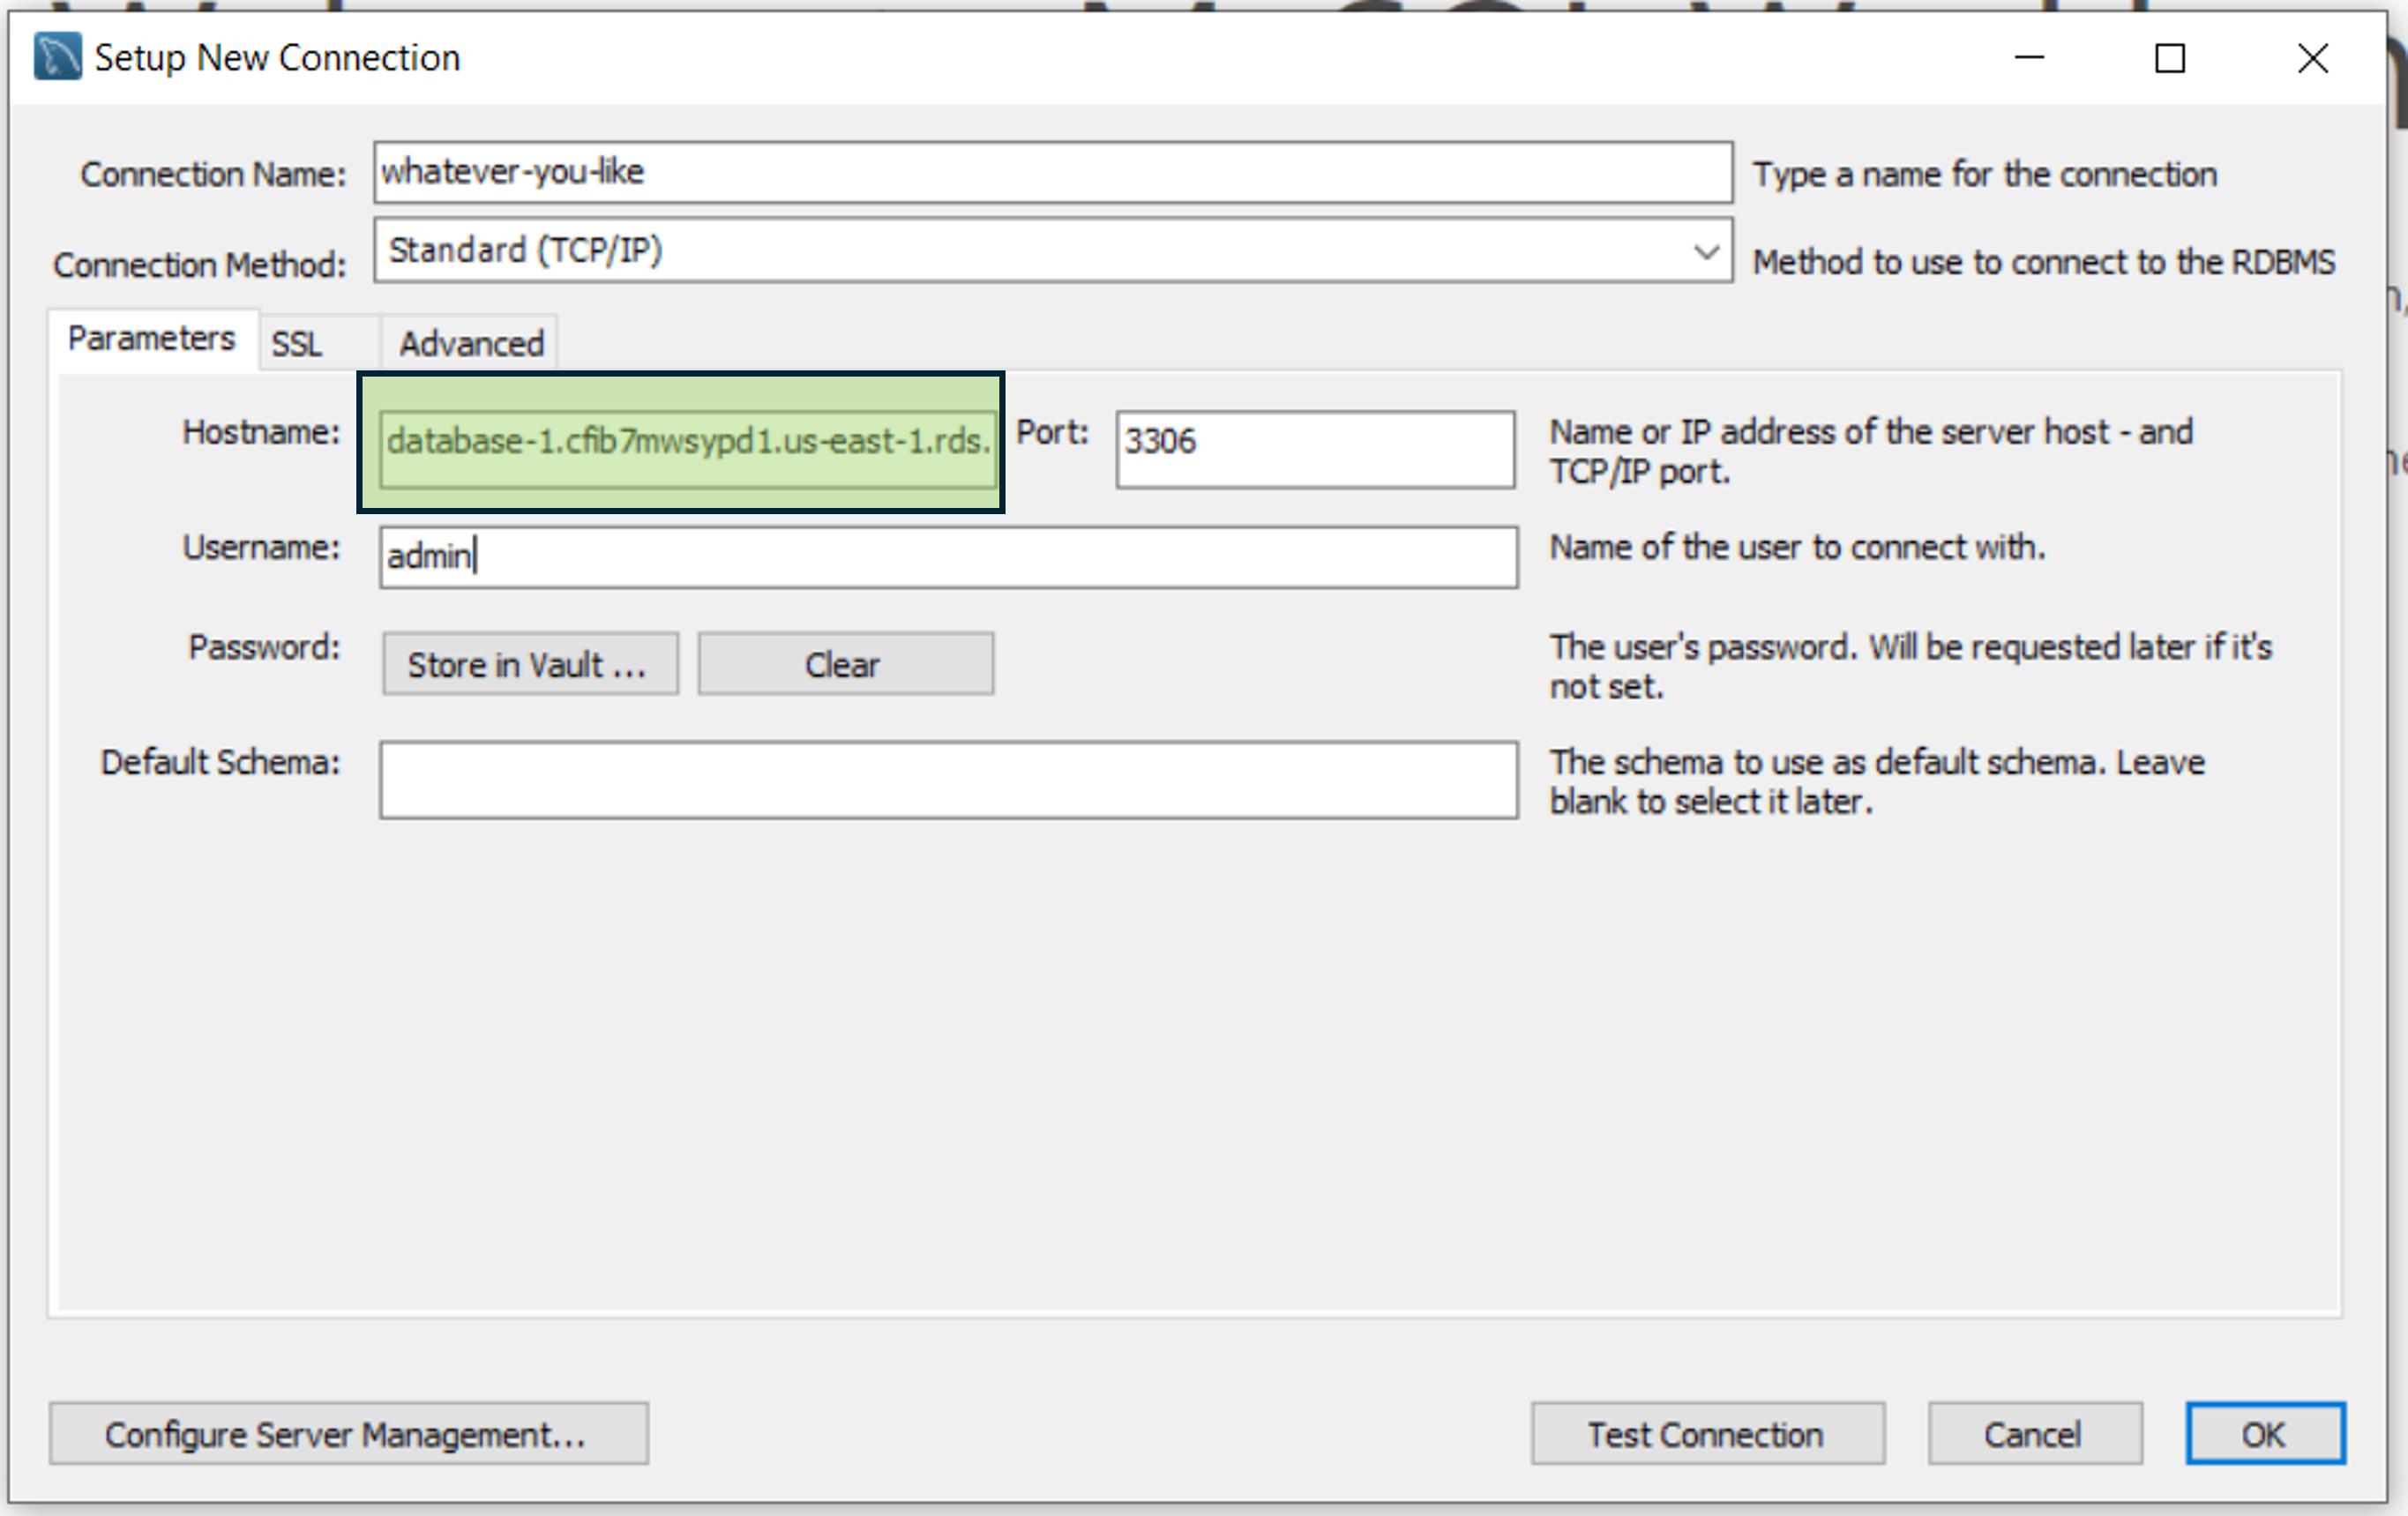 Setup New Connection
Connection Name: whatever-you-like Type a name for the connection
Connection Method: Standard (TCP/IP) Method to use to connect to the RDBMS
Parameters SSL Advanced
Hostname: database-1.cfib7mwsypd1.us-east-1.rds. Port: 3306 Name or IP address of the server host - and
TCP/IP port.
Username: admin Name of the user to connect with.
Password: Store in Vault ... Clear The user's password. Will be requested later if it's
not set.
Default Schema: The schema to use as default schema. Leave
blank to select it later.
Configure Server Management... Test Connection Cancel OK